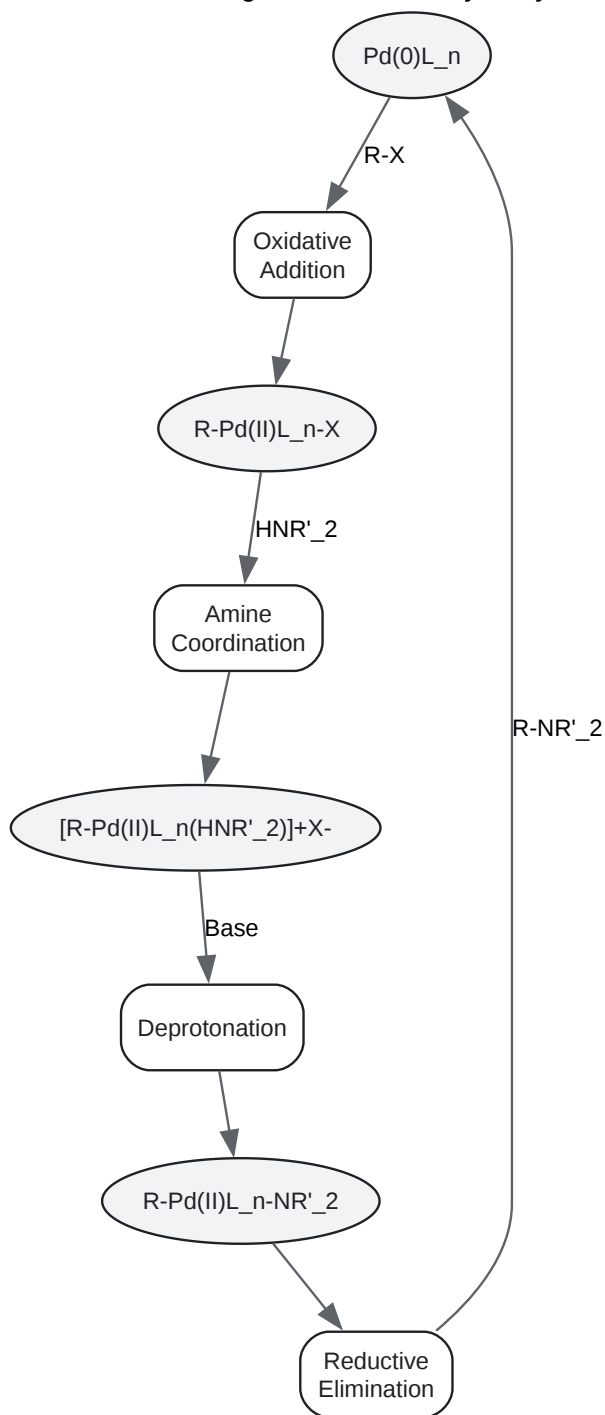 Pd(0)L_n
R-X
Oxidative
Addition
R-Pd(II)L_n-X
HNR'_2
Amine
Coordination
R-NR'_2
[R-Pd(II)L_n(HNR'_2)]+X-
Base
Deprotonation
R-Pd(II)L_n-NR'_2
Reductive
Elimination